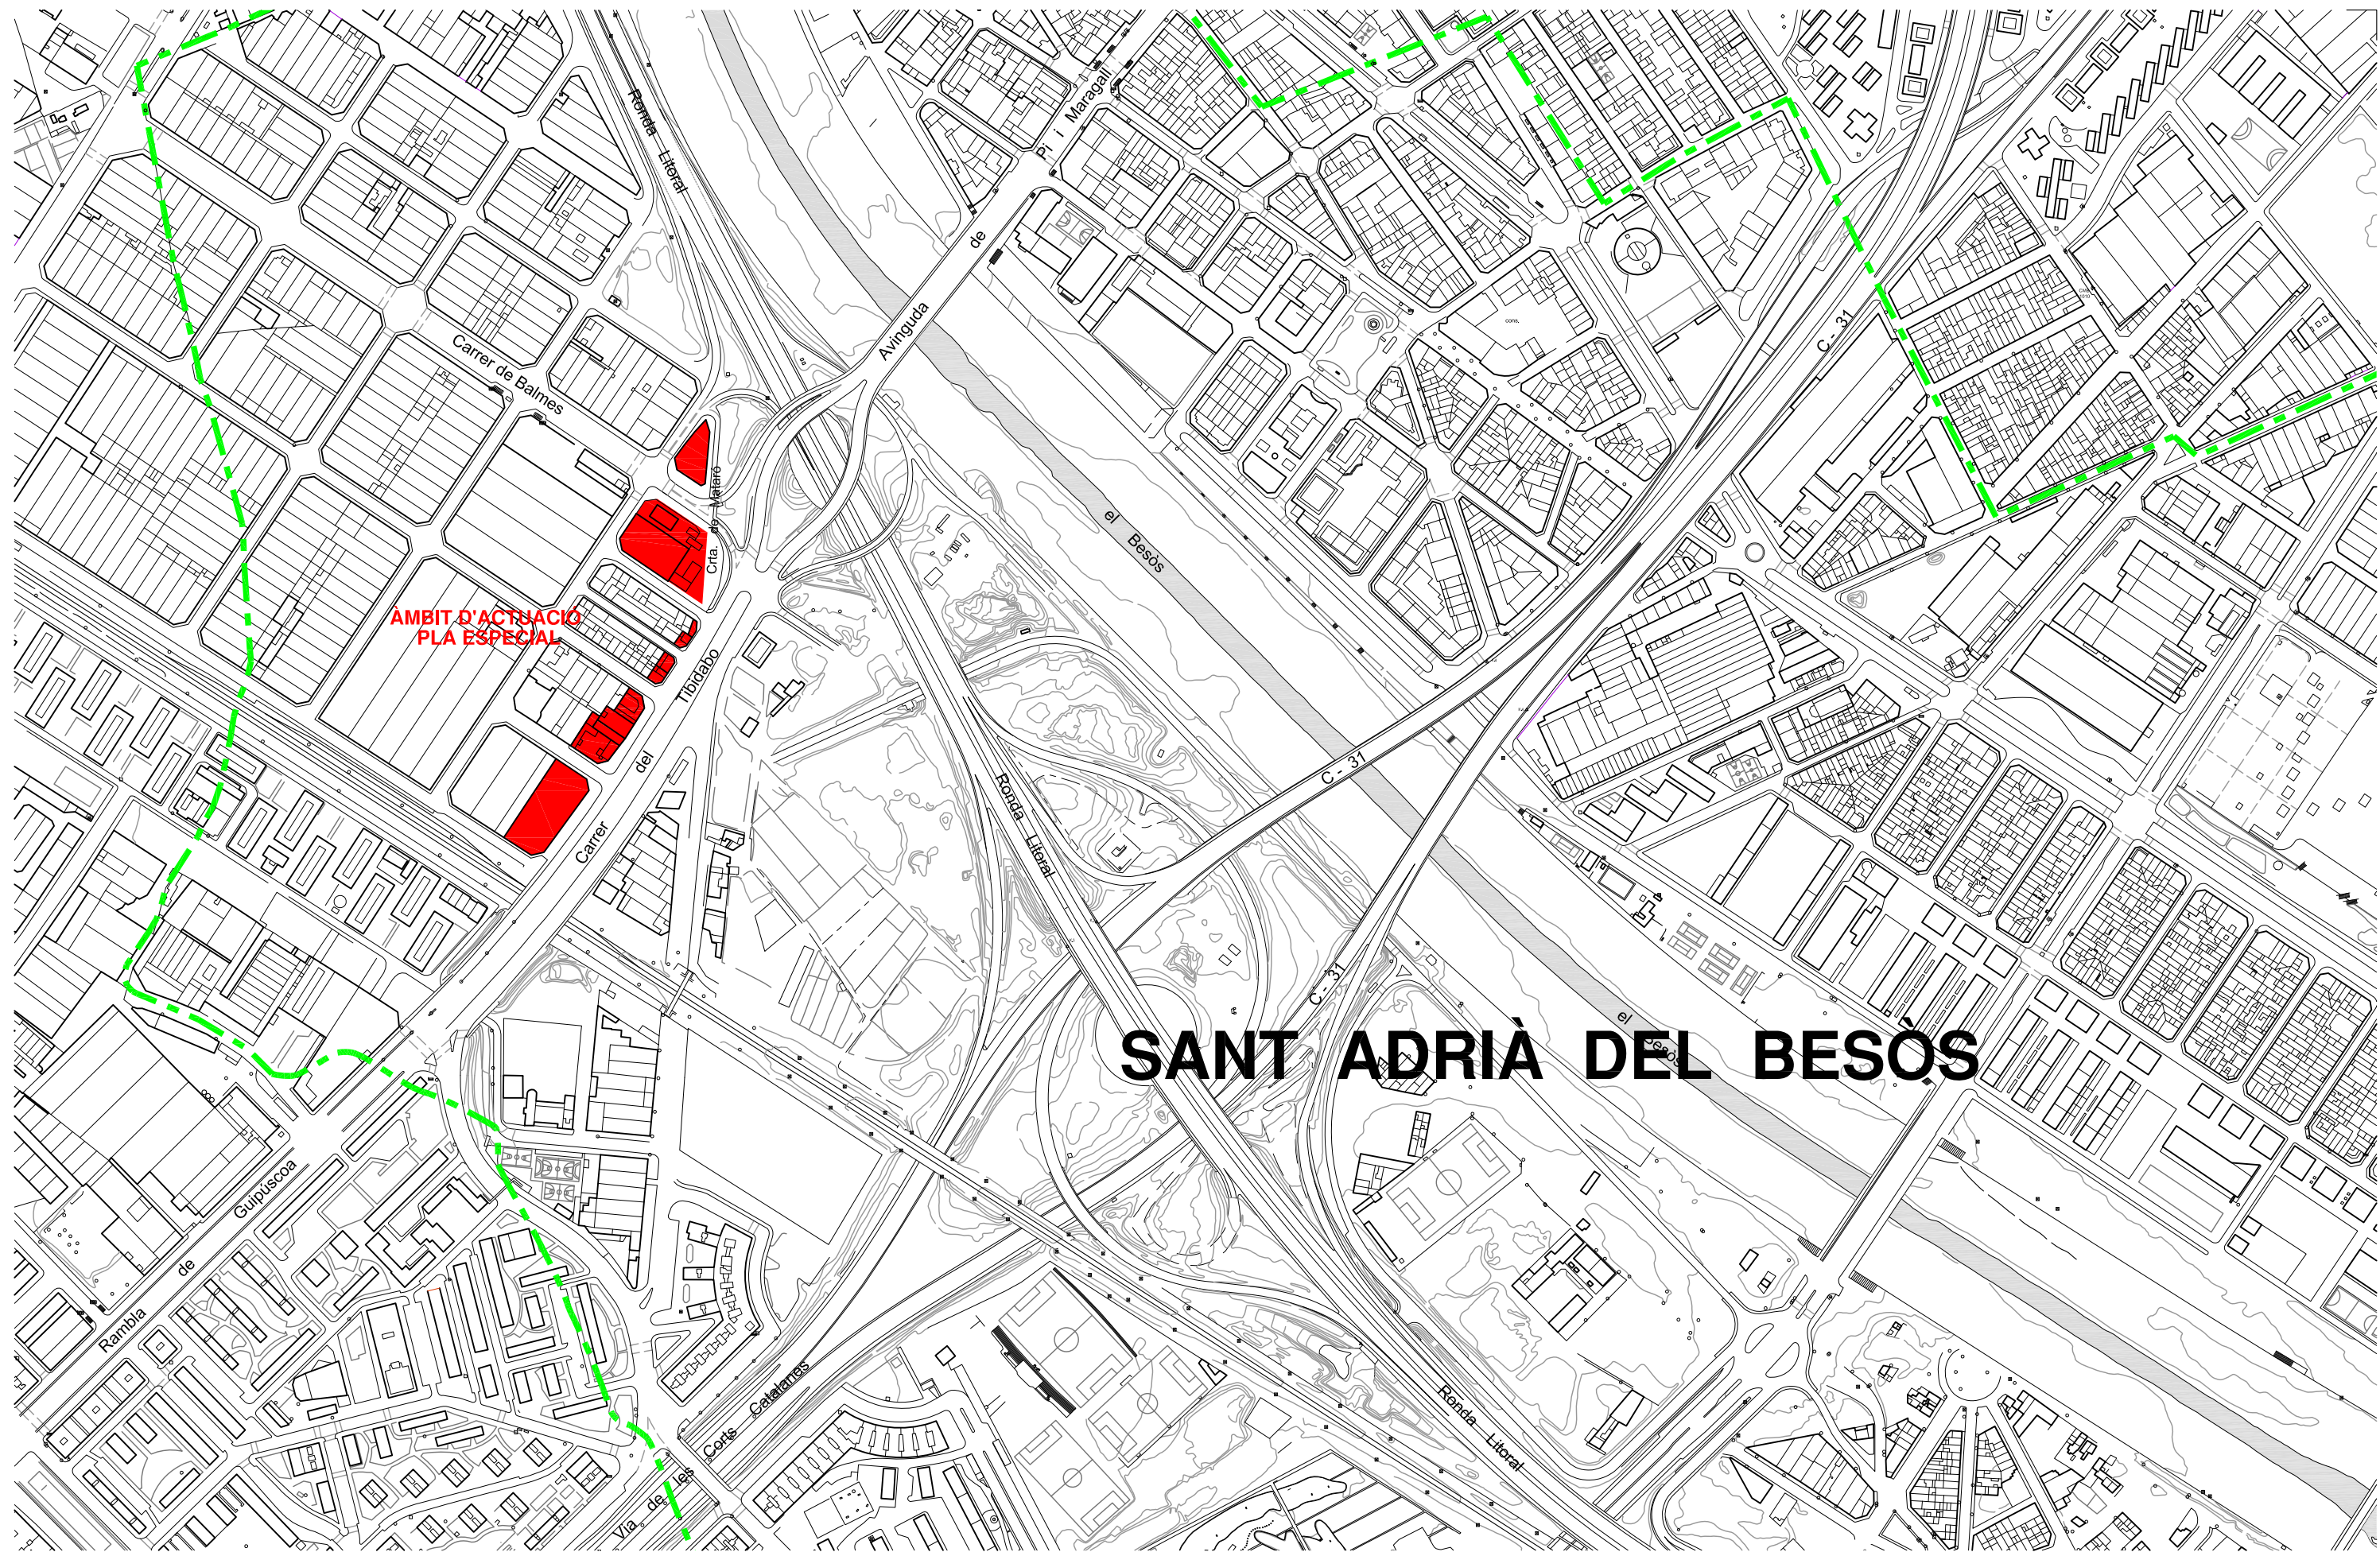 Ronda Litoral
Pi i Maragall
de
Avinguda
C - 31
cons.
Carrer de Balmes
Crta. de Mataró
el Besòs
ÀMBIT D'ACTUACIÓ
PLA ESPECIAL
Tibidabo
del
Carrer
C - 31
Ronda Litoral
C - 31
el Besòs
SANT ADRIÀ DEL BESÒS
Rambla de Guipúscoa
Ronda Litoral
Via de les Corts Catalanes